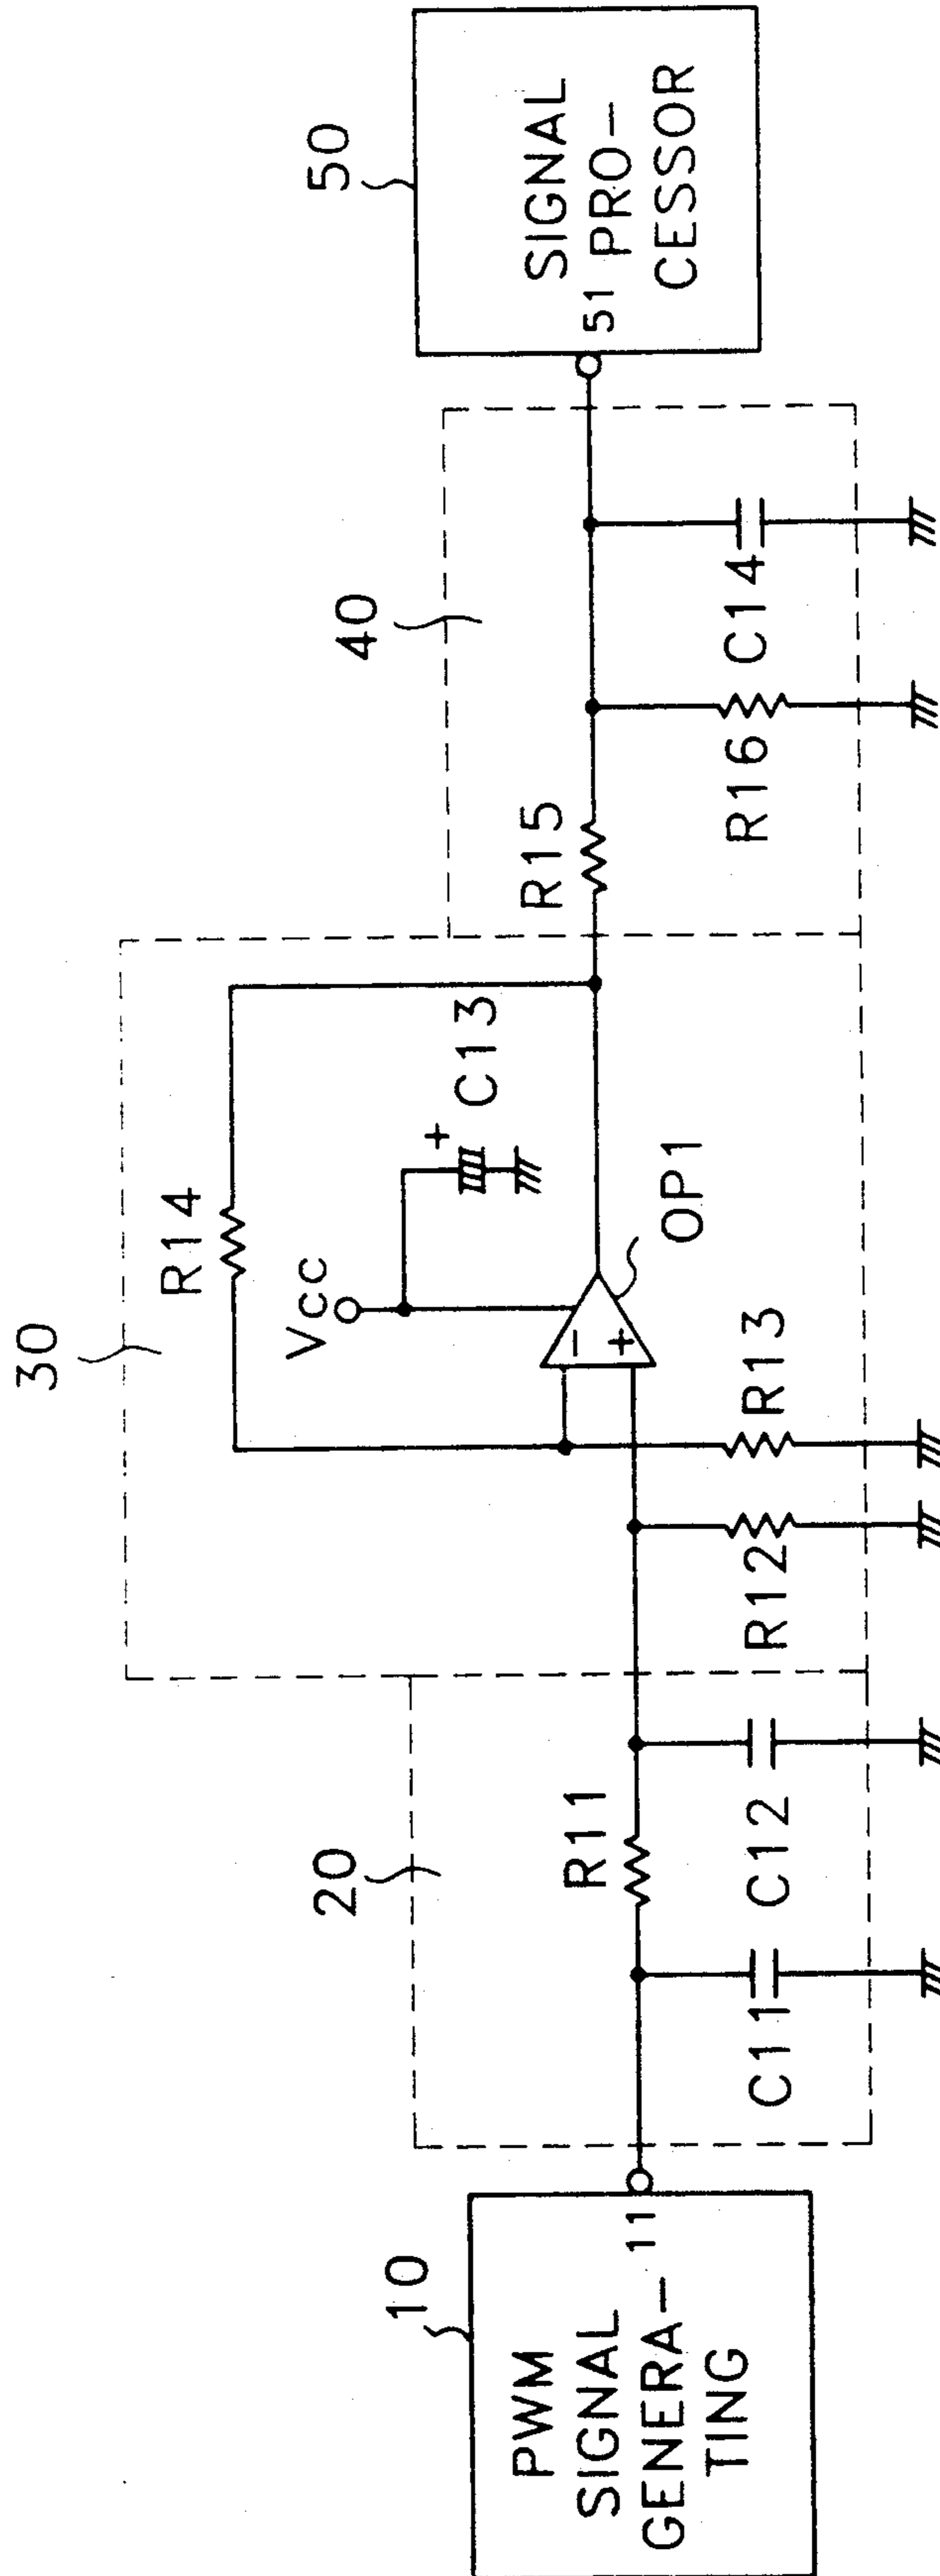 10
PWM
SIGNAL
GENERA-
TING
11
20
R11
C11
C12
30
R14
Vcc
+
C13
-
+
OP1
R12
R13
40
R15
R16
C14
50
SIGNAL
51 PRO-
CESSOR